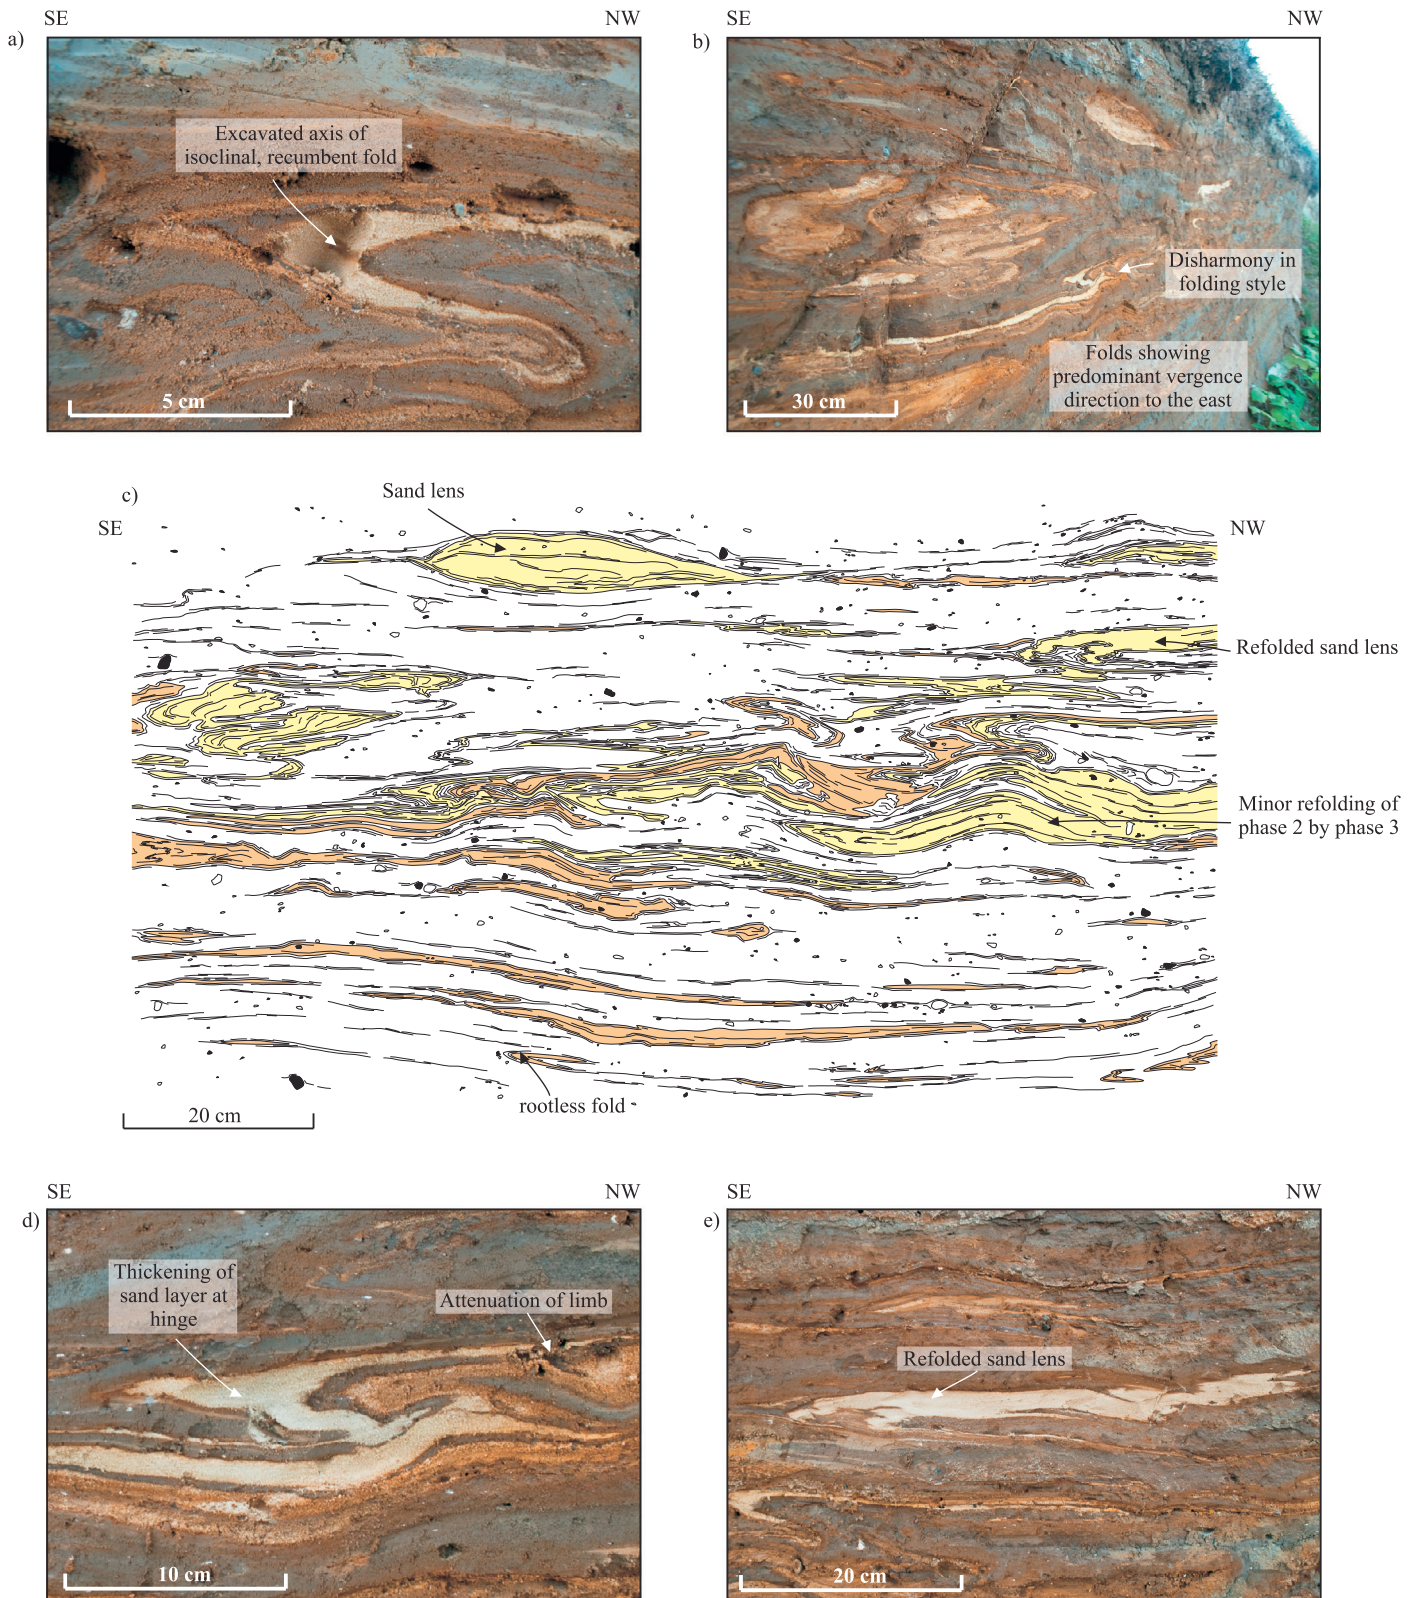 SE
NW
a)
Excavated axis of
isoclinal, recumbent fold
5 cm
SE
NW
b)
Disharmony in
folding style
Folds showing
predominant vergence
direction to the east
30 cm
c)
SE
NW
Sand lens
Refolded sand lens
Minor refolding of
phase 2 by phase 3
rootless fold
20 cm
SE
NW
d)
Thickening of
sand layer at
hinge
Attenuation of limb
10 cm
SE
NW
e)
Refolded sand lens
20 cm